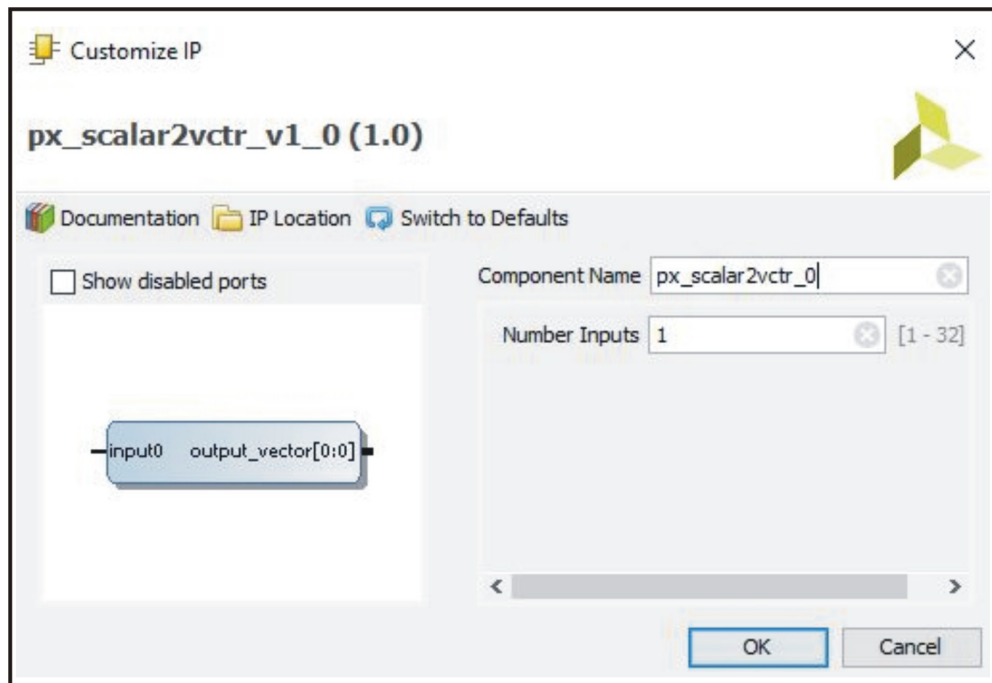 Customize IP
px_scalar2vctr_v1_0 (1.0)
Documentation IP Location Switch to Defaults
Show disabled ports
Component Name px_scalar2vctr_0
Number Inputs 1 [1 - 32]
input0 output_vector[0:0]
OK Cancel